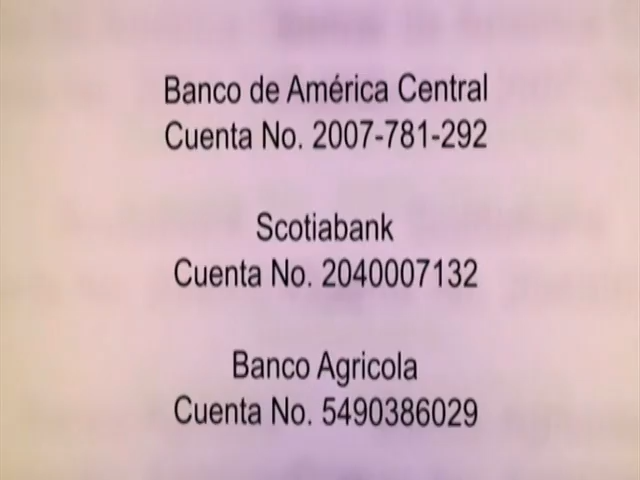 Banco de América Central
Cuenta No. 2007-781-292
Scotiabank
Cuenta No. 2040007132
Banco Agricola
Cuenta No. 5490386029